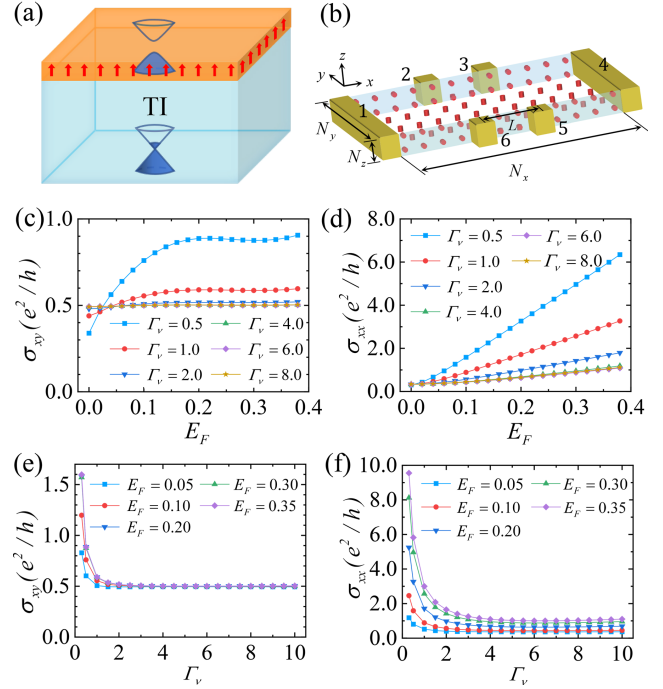 (a)
TI
(b)
z
y
x
1
2
3
4
5
6
L
N_y
N_z
N_x
(c)
σ_xy (e² / h)
1.0
0.5
0.0
0.0 0.1 0.2 0.3 0.4
E_F
Γ_ν = 0.5 Γ_ν = 4.0
Γ_ν = 1.0 Γ_ν = 6.0
Γ_ν = 2.0 Γ_ν = 8.0
(d)
σ_xx (e² / h)
8.0
6.0
4.0
2.0
0.0
0.0 0.1 0.2 0.3 0.4
E_F
Γ_ν = 0.5 Γ_ν = 6.0
Γ_ν = 1.0 Γ_ν = 8.0
Γ_ν = 2.0
Γ_ν = 4.0
(e)
σ_xy (e² / h)
1.5
1.0
0.5
0.0
0 2 4 6 8 10
Γ_ν
E_F = 0.05 E_F = 0.30
E_F = 0.10 E_F = 0.35
E_F = 0.20
(f)
σ_xx (e² / h)
10.0
8.0
6.0
4.0
2.0
0.0
0 2 4 6 8 10
Γ_ν
E_F = 0.05 E_F = 0.30
E_F = 0.10 E_F = 0.35
E_F = 0.20